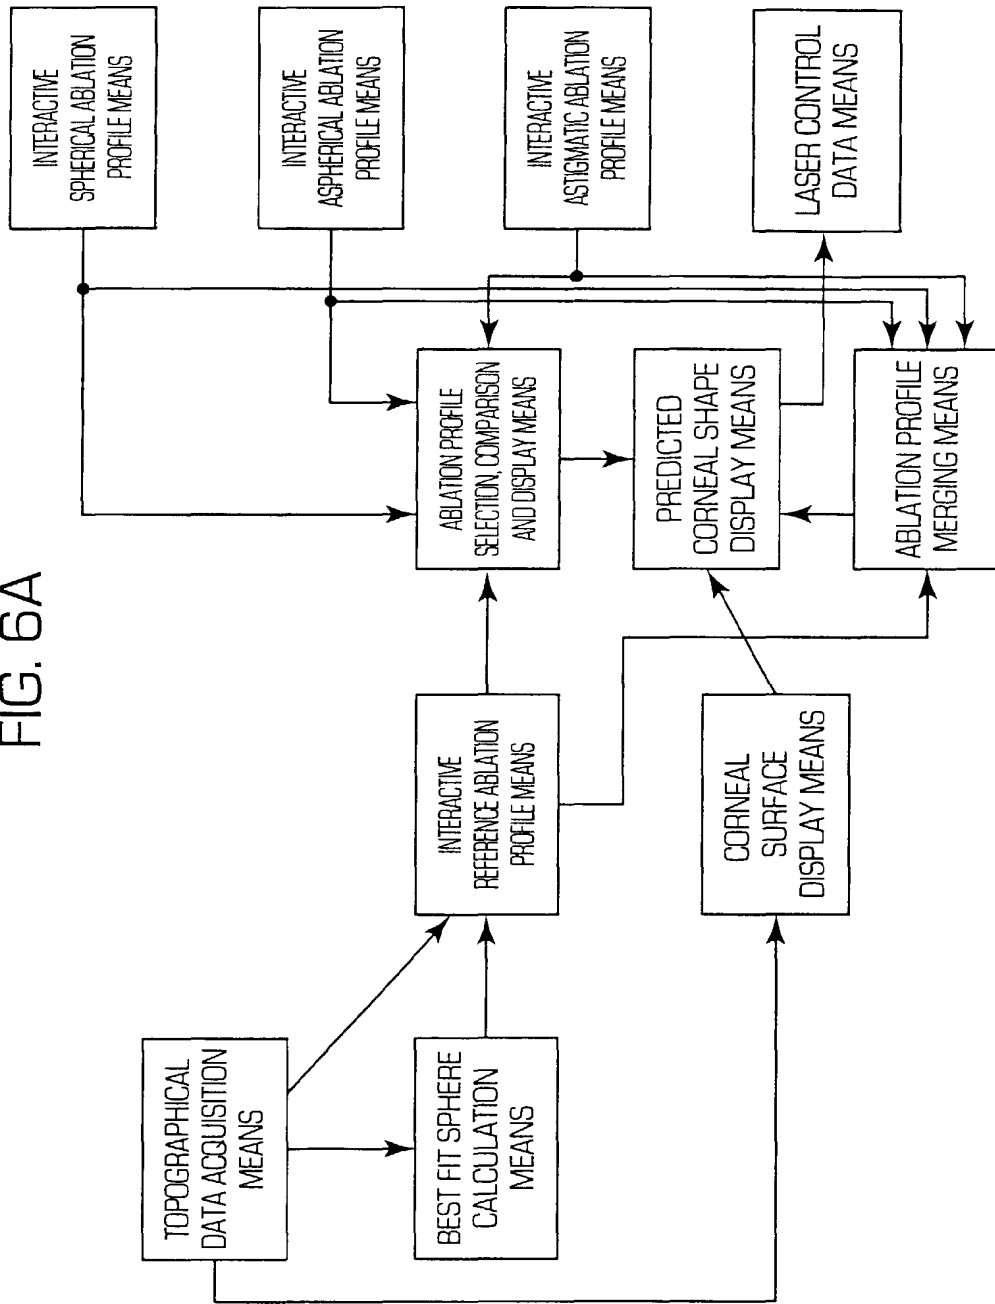 FIG. 6A
INTERACTIVE
SPHERICAL ABLATION
PROFILE MEANS
TOPOGRAPHICAL
DATA ACQUISITION
MEANS
INTERACTIVE
ASPHERICAL ABLATION
PROFILE MEANS
BEST FIT SPHERE
CALCULATION
MEANS
INTERACTIVE
REFERENCE ABLATION
PROFILE MEANS
ABLATION PROFILE
SELECTION, COMPARISON
AND DISPLAY MEANS
INTERACTIVE
ASTIGMATIC ABLATION
PROFILE MEANS
CORNEAL
SURFACE
DISPLAY MEANS
PREDICTED
CORNEAL SHAPE
DISPLAY MEANS
LASER CONTROL
DATA MEANS
ABLATION PROFILE
MERGING MEANS